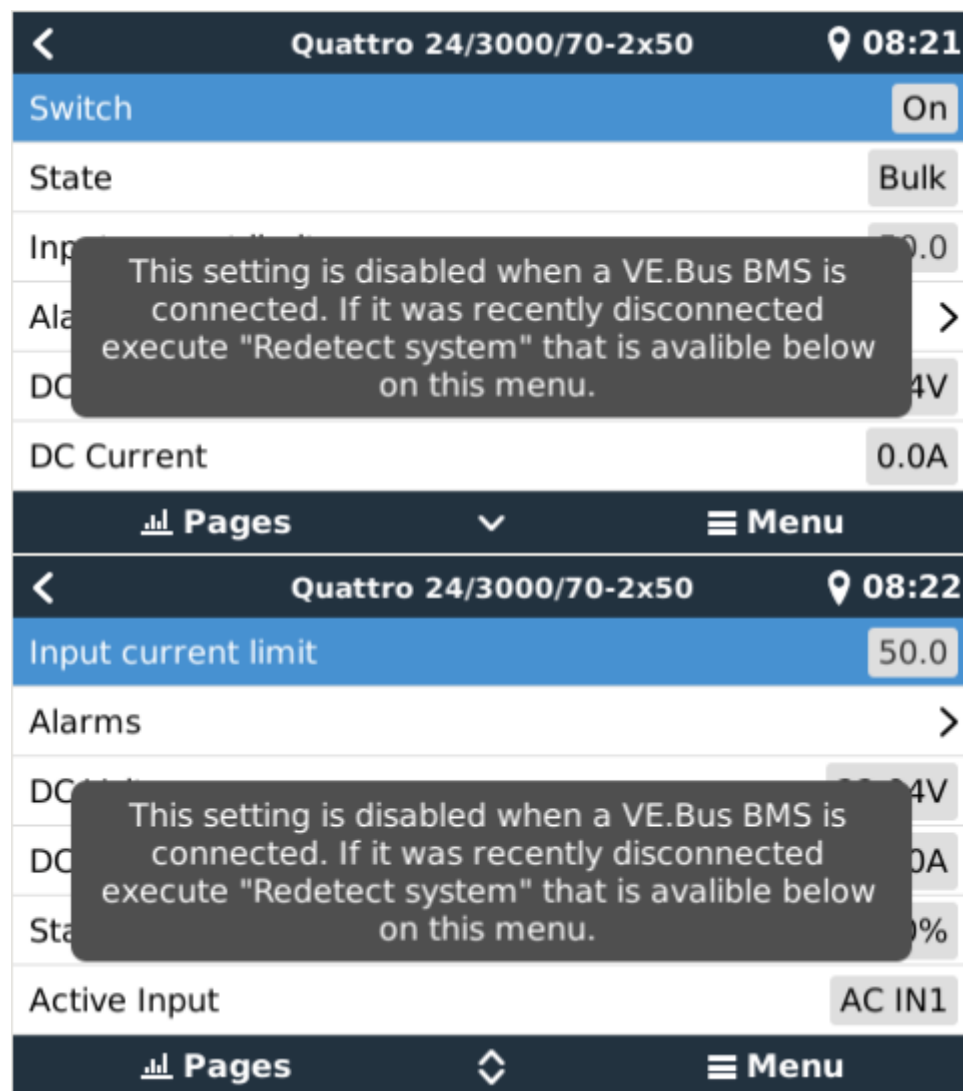 Quattro 24/3000/70-2x50 08:21
Switch On
State Bulk
This setting is disabled when a VE.Bus BMS is
connected. If it was recently disconnected
execute "Redetect system" that is avalible below
on this menu.
DC Current 0.0A
Pages Menu
Quattro 24/3000/70-2x50 08:22
Input current limit 50.0
Alarms
DC
This setting is disabled when a VE.Bus BMS is
connected. If it was recently disconnected
execute "Redetect system" that is avalible below
on this menu.
Active Input AC IN1
Pages Menu